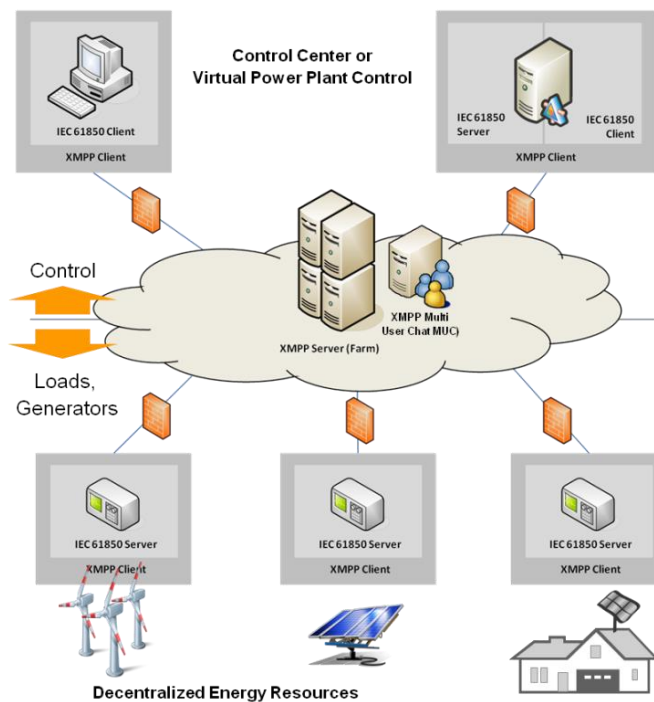 Control Center or
Virtual Power Plant Control
IEC 61850 Client
XMPP Client
IEC 61850
Server
IEC 61850
Client
XMPP Client
Control
Loads,
Generators
XMPP Server (Farm)
XMPP Multi
User Chat MUC)
IEC 61850 Server
XMPP Client
IEC 61850 Server
XMPP Client
IEC 61850 Server
XMPP Client
Decentralized Energy Resources